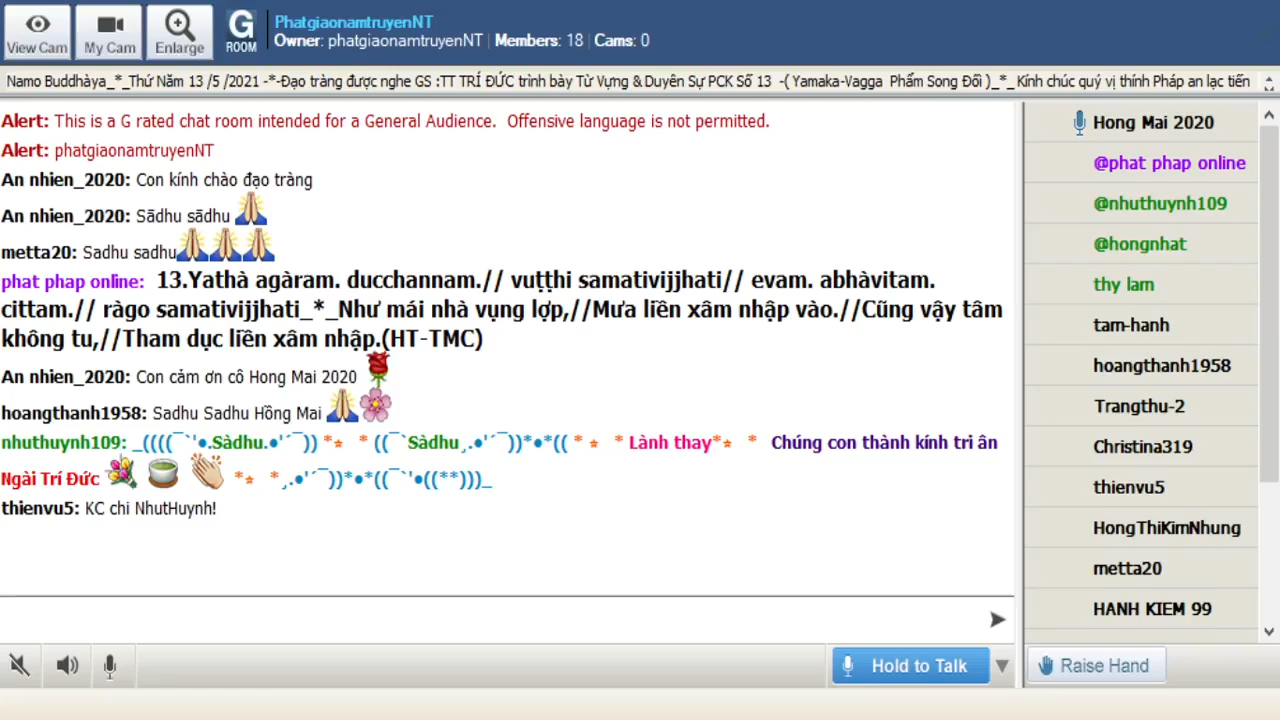 View Cam
My Cam
Enlarge
G
ROOM
PhatgiaonamtruyenNT
Owner: phatgiaonamtruyenNT | Members: 18 | Cams: 0
Namo Buddhàya_*_Thứ Năm 13 /5 /2021 -*-Đạo tràng được nghe GS :TT TRÍ ĐỨC trình bày Từ Vựng & Duyên Sự PCK Số 13 -( Yamaka-Vagga Phẩm Song Đối )_*_ Kính chúc quý vị thính Pháp an lạc tiến
Alert: This is a G rated chat room intended for a General Audience. Offensive language is not permitted.
Alert: phatgiaonamtruyenNT
An nhien_2020: Con kính chào đạo tràng
An nhien_2020: Sādhu sādhu 🙏
metta20: Sadhu sadhu🙏🙏🙏
phat phap online: 13.Yathà agàram. ducchannam.// vuṭṭhi samativijjhati// evam. abhàvitam.
cittam.// ràgo samativijjhati_*_Như mái nhà vụng lợp,//Mưa liền xâm nhập vào.//Cũng vậy tâm
không tu,//Tham dục liền xâm nhập.(HT-TMC)
An nhien_2020: Con cảm ơn cô Hong Mai 2020 🌹
hoangthanh1958: Sadhu Sadhu Hồng Mai 🙏🌸
nhuthuynh109: _((((¯`'•.Sàdhu.•'´¯)) *⋆ * ((¯`Sàdhu¸.•'´¯))*•*(( * ⋆ * Lành thay*⋆ * Chúng con thành kính tri ân
Ngài Trí Đức 💐 🍵 👏 *⋆ *¸.•'´¯))*•*((¯`'•((**)))_
thienvu5: KC chi NhutHuynh!
Hong Mai 2020
@phat phap online
@nhuthuynh109
@hongnhat
thy lam
tam-hanh
hoangthanh1958
Trangthu-2
Christina319
thienvu5
HongThiKimNhung
metta20
HANH KIEM 99
Hold to Talk
Raise Hand